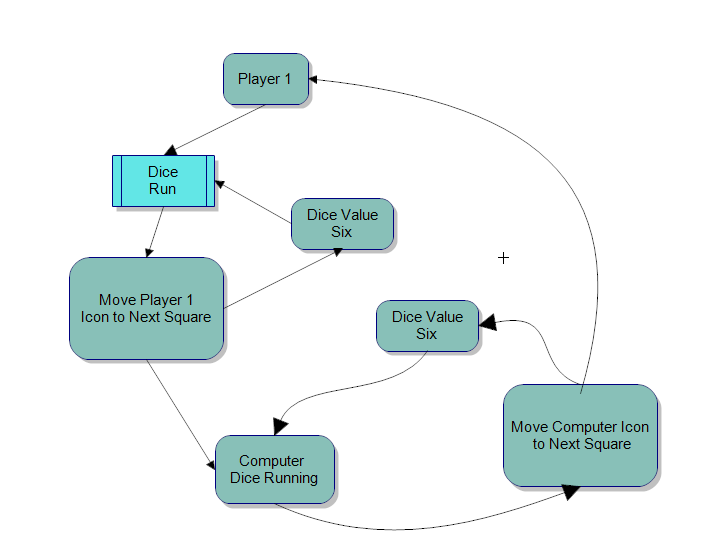 Player 1
Dice
Run
Dice Value
Six
Move Player 1
Icon to Next Square
Dice Value
Six
Move Computer Icon
to Next Square
Computer
Dice Running